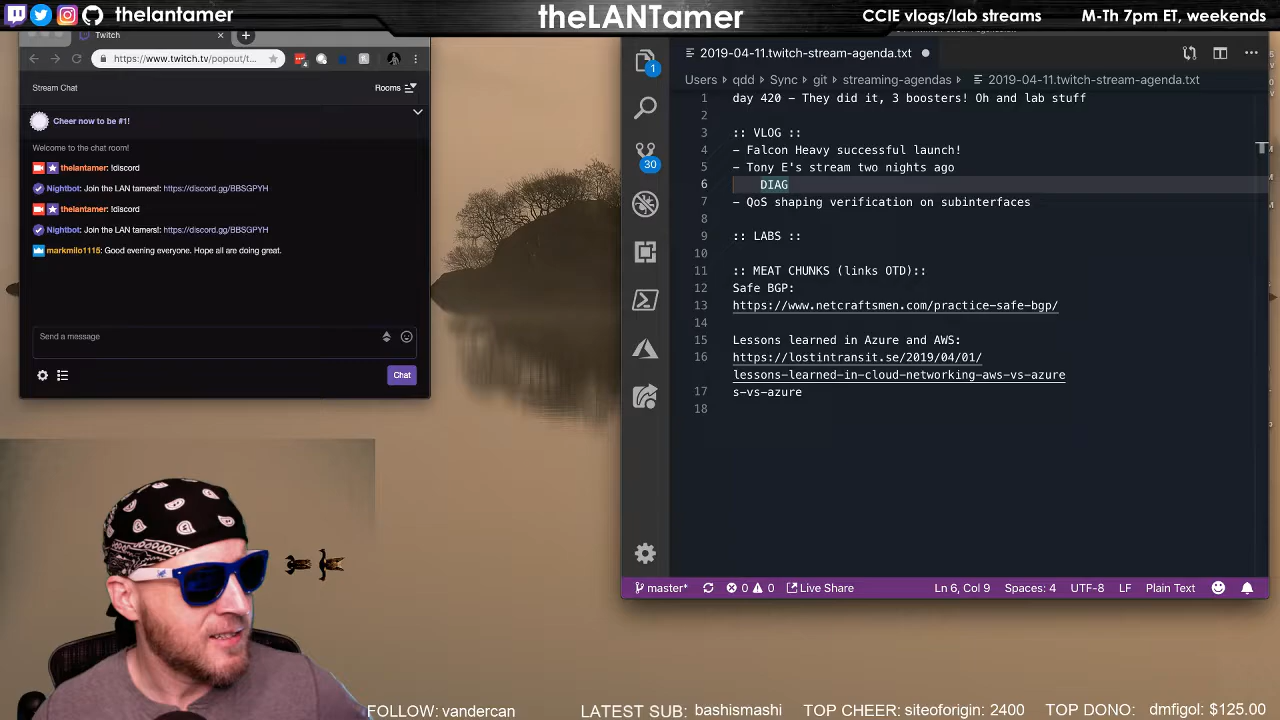 thelantamer
theLANTamer
CCIE vlogs/lab streams
M-Th 7pm ET, weekends
Twitch
https://www.twitch.tv/popout/t...
Stream Chat
Rooms
Cheer now to be #1!
Welcome to the chat room!
thelantamer: !discord
Nightbot: Join the LAN tamers! https://discord.gg/BBSGPYH
thelantamer: !discord
Nightbot: Join the LAN tamers! https://discord.gg/BBSGPYH
markmilo1115: Good evening everyone. Hope all are doing great.
Send a message
Chat
2019-04-11.twitch-stream-agenda.txt
Users > qdd > Sync > git > streaming-agendas > 2019-04-11.twitch-stream-agenda.txt
1 day 420 - They did it, 3 boosters! Oh and lab stuff
2
3 :: VLOG ::
4 - Falcon Heavy successful launch!
5 - Tony E's stream two nights ago
6 DIAG
7 - QoS shaping verification on subinterfaces
8
9 :: LABS ::
10
11 :: MEAT CHUNKS (links OTD)::
12 Safe BGP:
13 https://www.netcraftsmen.com/practice-safe-bgp/
14
15 Lessons learned in Azure and AWS:
16 https://lostintransit.se/2019/04/01/
lessons-learned-in-cloud-networking-aws-vs-azure
17 s-vs-azure
18
1
30
master*
0
0
Live Share
Ln 6, Col 9
Spaces: 4
UTF-8
LF
Plain Text
FOLLOW: vandercan
LATEST SUB: bashismashi
TOP CHEER: siteoforigin: 2400
TOP DONO: dmfigol: $125.00